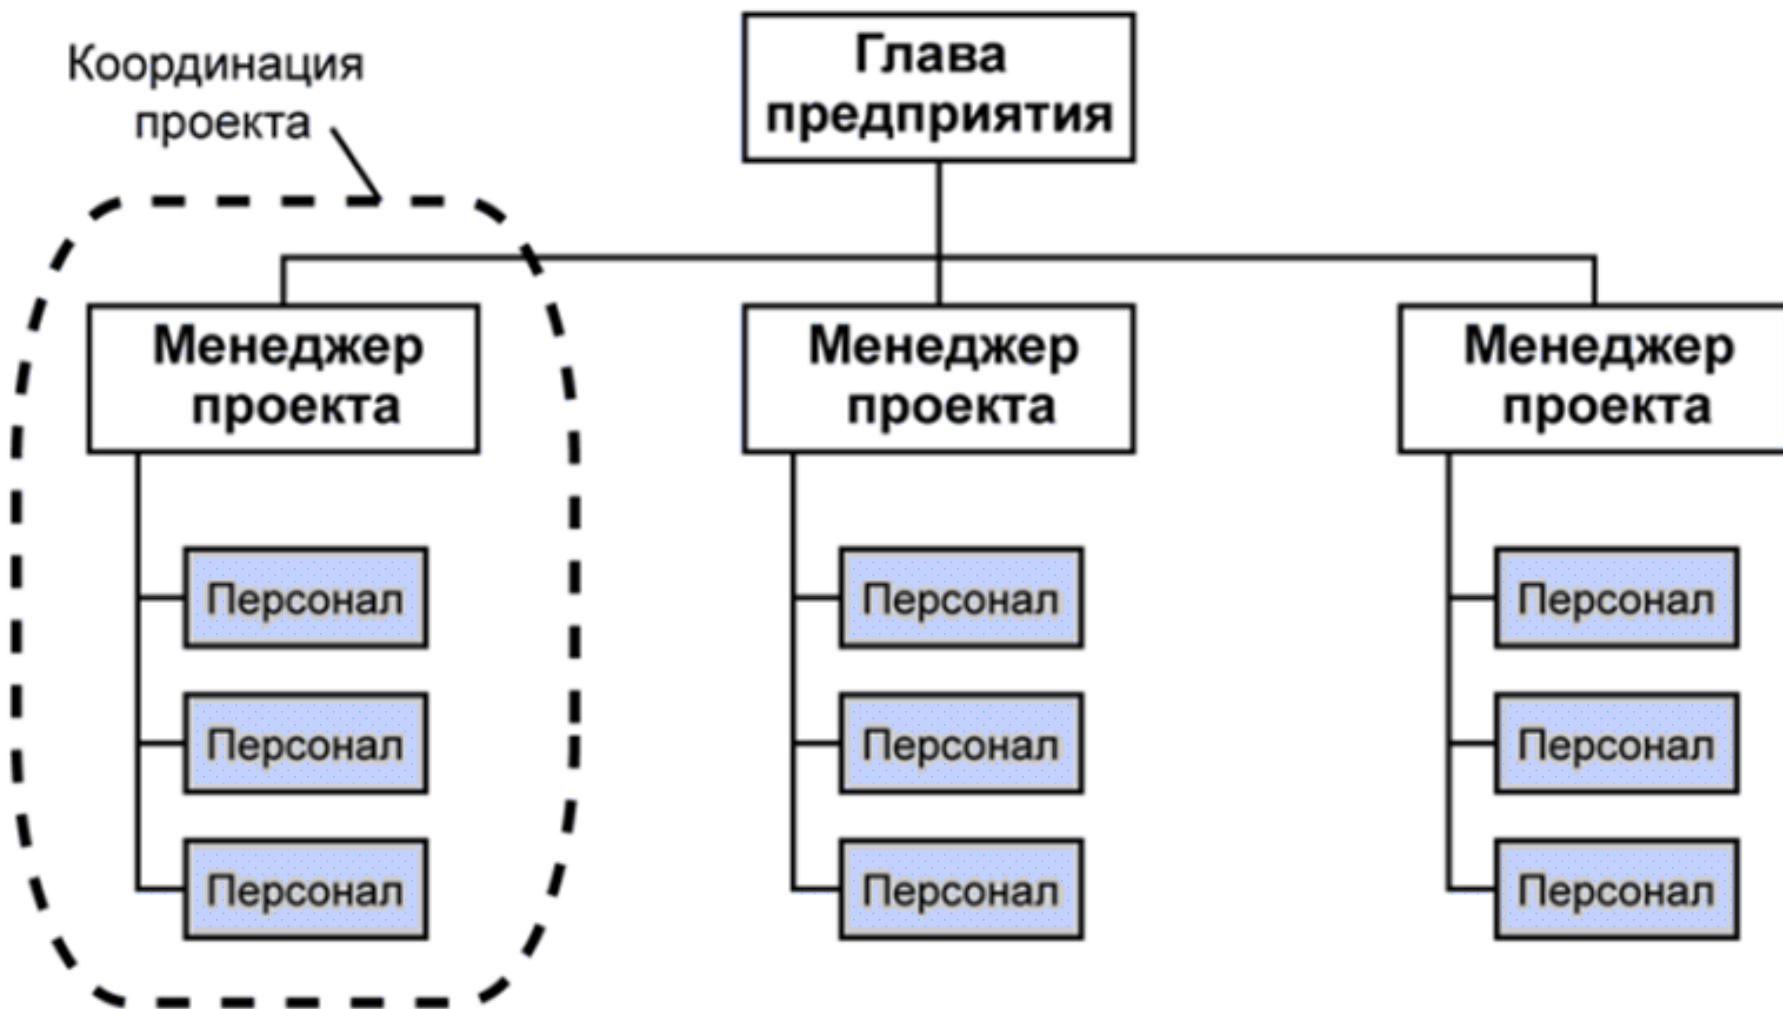 Координация
проекта
Глава
предприятия
Менеджер
проекта
Менеджер
проекта
Менеджер
проекта
Персонал
Персонал
Персонал
Персонал
Персонал
Персонал
Персонал
Персонал
Персонал